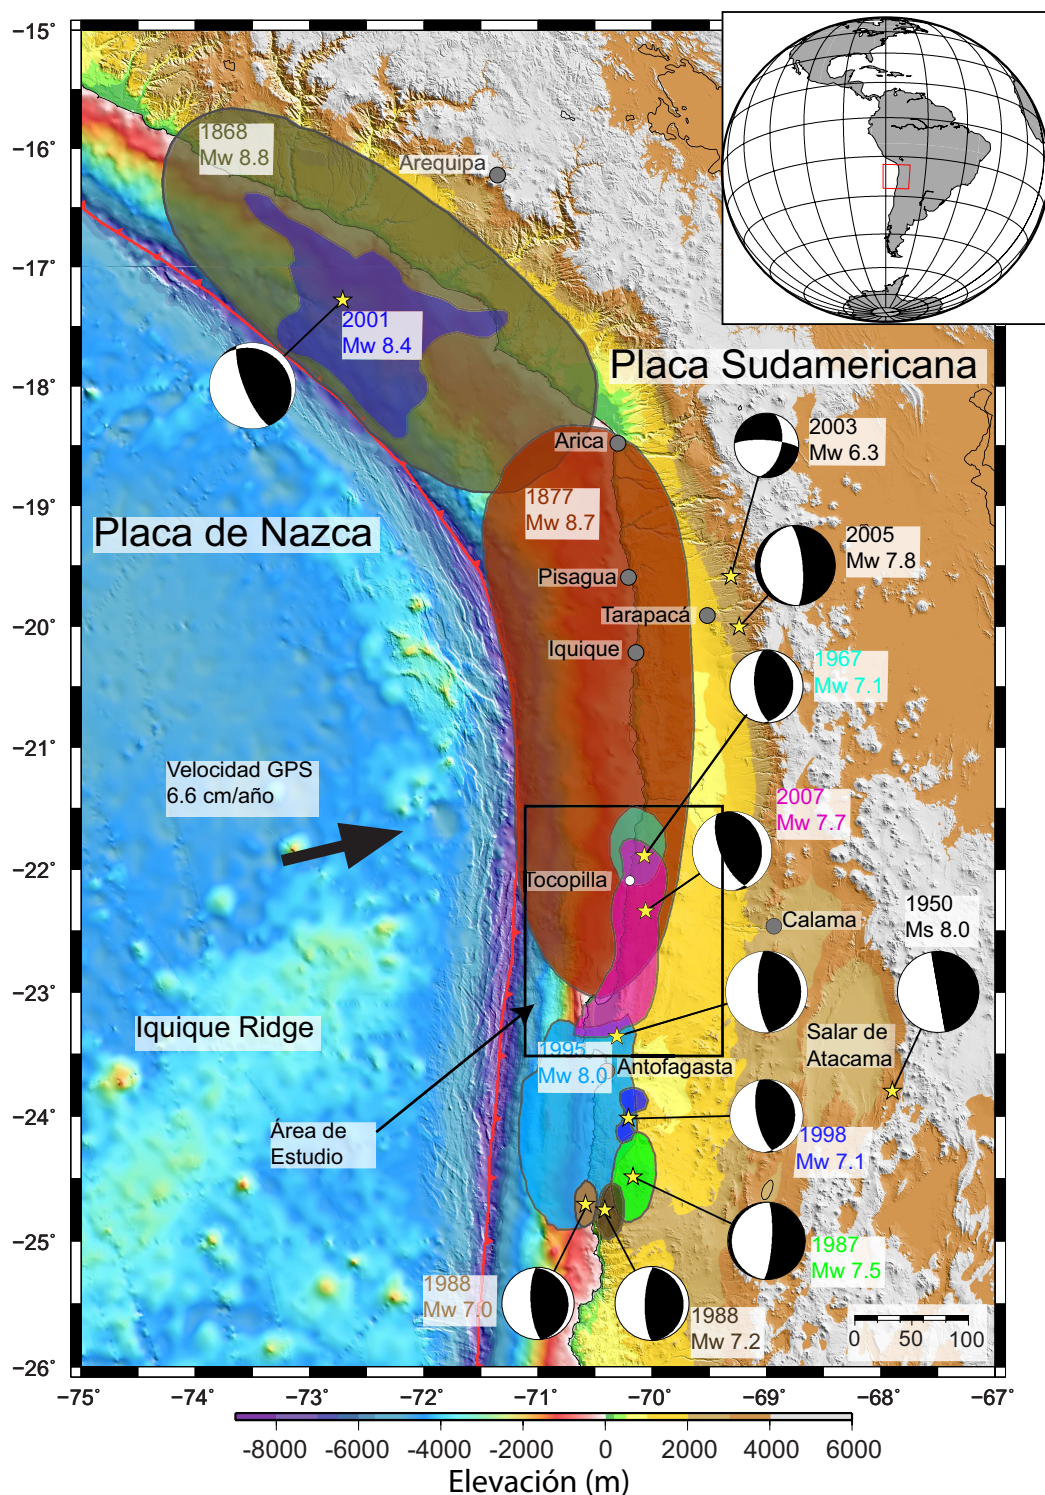 −15˚
−16˚
−17˚
−18˚
−19˚
−20˚
−21˚
−22˚
−23˚
−24˚
−25˚
−26˚
−75˚
−74˚
−73˚
−72˚
−71˚
−70˚
−69˚
−68˚
−67˚
1868
Mw 8.8
Arequipa
2001
Mw 8.4
Placa Sudamericana
2003
Mw 6.3
Arica
1877
Mw 8.7
Placa de Nazca
2005
Mw 7.8
Pisagua
Tarapacá
Iquique
1967
Mw 7.1
Velocidad GPS
6.6 cm/año
2007
Mw 7.7
Tocopilla
Calama
1950
Ms 8.0
Iquique Ridge
1995
Mw 8.0
Antofagasta
Salar de
Atacama
Área de
Estudio
1998
Mw 7.1
1987
Mw 7.5
1988
Mw 7.0
1988
Mw 7.2
0 50 100
-8000 -6000 -4000 -2000 0 2000 4000 6000
Elevación (m)